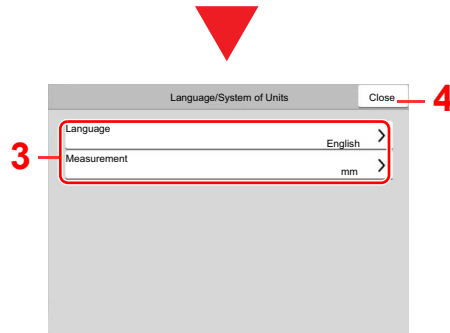 Language/System of Units
Close
4
Language
English
3
Measurement
mm